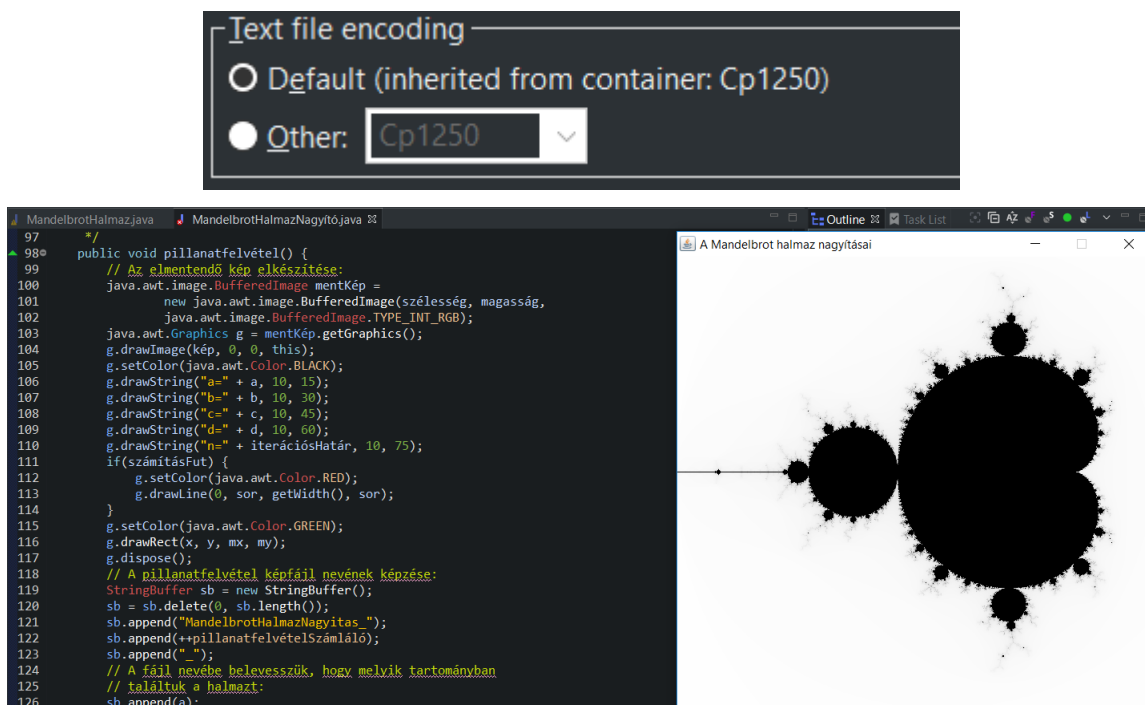 Text file encoding
Default (inherited from container: Cp1250)
Other: Cp1250
MandelbrotHalmaz.java MandelbrotHalmazNagyító.java Outline Task List
A Mandelbrot halmaz nagyításai
97 */
98 public void pillanatfelvétel() {
99 // Az elmentendő kép elkészítése:
100 java.awt.image.BufferedImage mentKép =
101 new java.awt.image.BufferedImage(szélesség, magasság,
102 java.awt.image.BufferedImage.TYPE_INT_RGB);
103 java.awt.Graphics g = mentKép.getGraphics();
104 g.drawImage(kép, 0, 0, this);
105 g.setColor(java.awt.Color.BLACK);
106 g.drawString("a=" + a, 10, 15);
107 g.drawString("b=" + b, 10, 30);
108 g.drawString("c=" + c, 10, 45);
109 g.drawString("d=" + d, 10, 60);
110 g.drawString("n=" + iterációsHatár, 10, 75);
111 if(számításFut) {
112 g.setColor(java.awt.Color.RED);
113 g.drawLine(0, sor, getWidth(), sor);
114 }
115 g.setColor(java.awt.Color.GREEN);
116 g.drawRect(x, y, mx, my);
117 g.dispose();
118 // A pillanatfelvétel képfájl nevének képzése:
119 StringBuffer sb = new StringBuffer();
120 sb = sb.delete(0, sb.length());
121 sb.append("MandelbrotHalmazNagyitas_");
122 sb.append(++pillanatfelvételSzámláló);
123 sb.append("_");
124 // A fájl nevébe belevesszük, hogy melyik tartományban
125 // találtuk a halmazt:
126 sb.append(a);